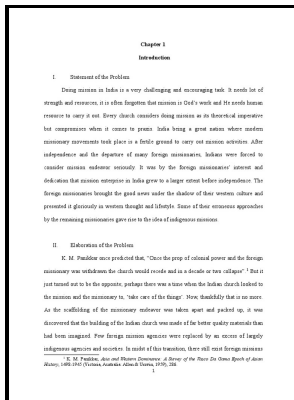 Chapter 1
Introduction
I. Statement of the Problem
Doing mission in India is a very challenging and encouraging task. It needs lot of
strength and resources, it is often forgotten that mission is God's work and He needs human
resource to carry it out. Every church considers doing mission as its theoretical imperative
but compromises when it comes to praxis. India being a great nation where modern
missionary movements took place is a fertile ground to carry out mission activities. After
independence and the departure of many foreign missionaries, Indians were forced to
consider mission endeavor seriously. It was by the foreign missionaries' interest and
dedication that mission enterprise in India grew to a larger extent before independence. The
foreign missionaries brought the good news under the shadow of their western culture and
presented it gloriously in western thought and lifestyle. Some of their erroneous approaches
by the remaining missionaries gave rise to the idea of indigenous missions.
II. Elaboration of the Problem
K. M. Panikkar once predicted that, "Once the prop of colonial power and the foreign
missionary was withdrawn the church would recede and in a decade or two collapse".1 But it
just turned out to be the opposite, perhaps there was a time when the Indian church looked to
the mission and the missionary to, "take care of the things". Now, thankfully that is no more.
As the scaffolding of the missionary endeavor was taken apart and packed up, it was
discovered that the building of the Indian church was made of far better quality materials than
had been imagined. Few foreign mission agencies were replaced by an excess of largely
indigenous agencies and societies. In midst of this transition, there still exist foreign missions
1 K. M. Panikkar, Asia and Western Dominance: A Survey of the Vasco Da Gama Epoch of Asian
History, 1498-1945 (Victoria, Australia: Allen & Unwin, 1959), 286.
1